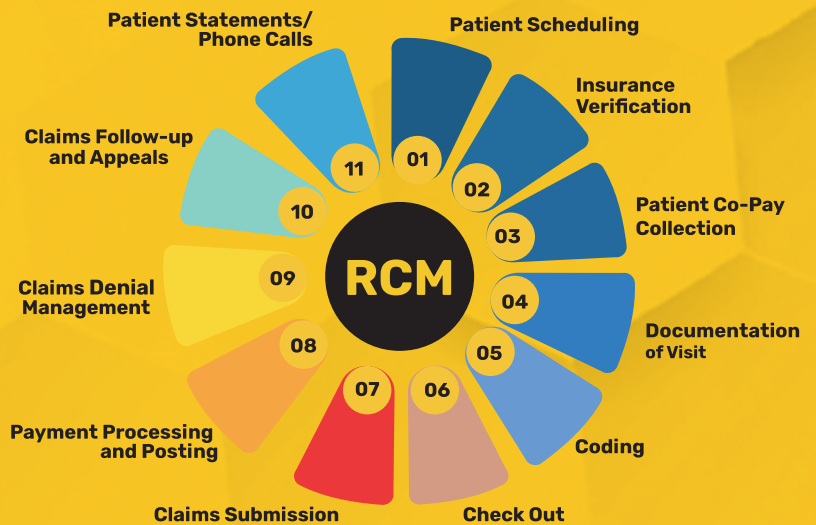 RCM
01
Patient Scheduling
02
Insurance
Verification
03
Patient Co-Pay
Collection
04
Documentation
of Visit
05
Coding
06
Check Out
07
Claims Submission
08
Payment Processing
and Posting
09
Claims Denial
Management
10
Claims Follow-up
and Appeals
11
Patient Statements/
Phone Calls